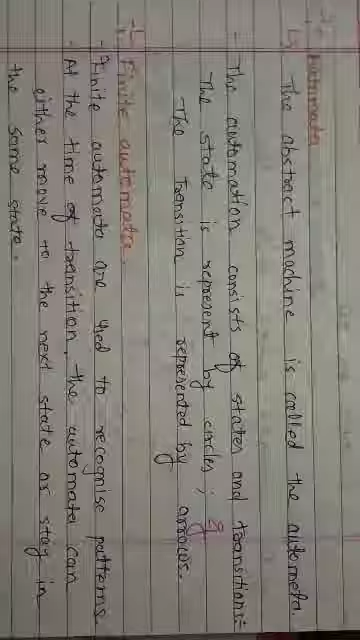 Automata
↳ The abstract machine is called the automata.
- The automation consists of states and transitions:-
The state is represent by circles; &
The Transition is represented by arrows.
Finite automata.
- Finite automata are used to recognise patterns
- At the time of transition, the automata can
either move to the next state or stay in
the same state.